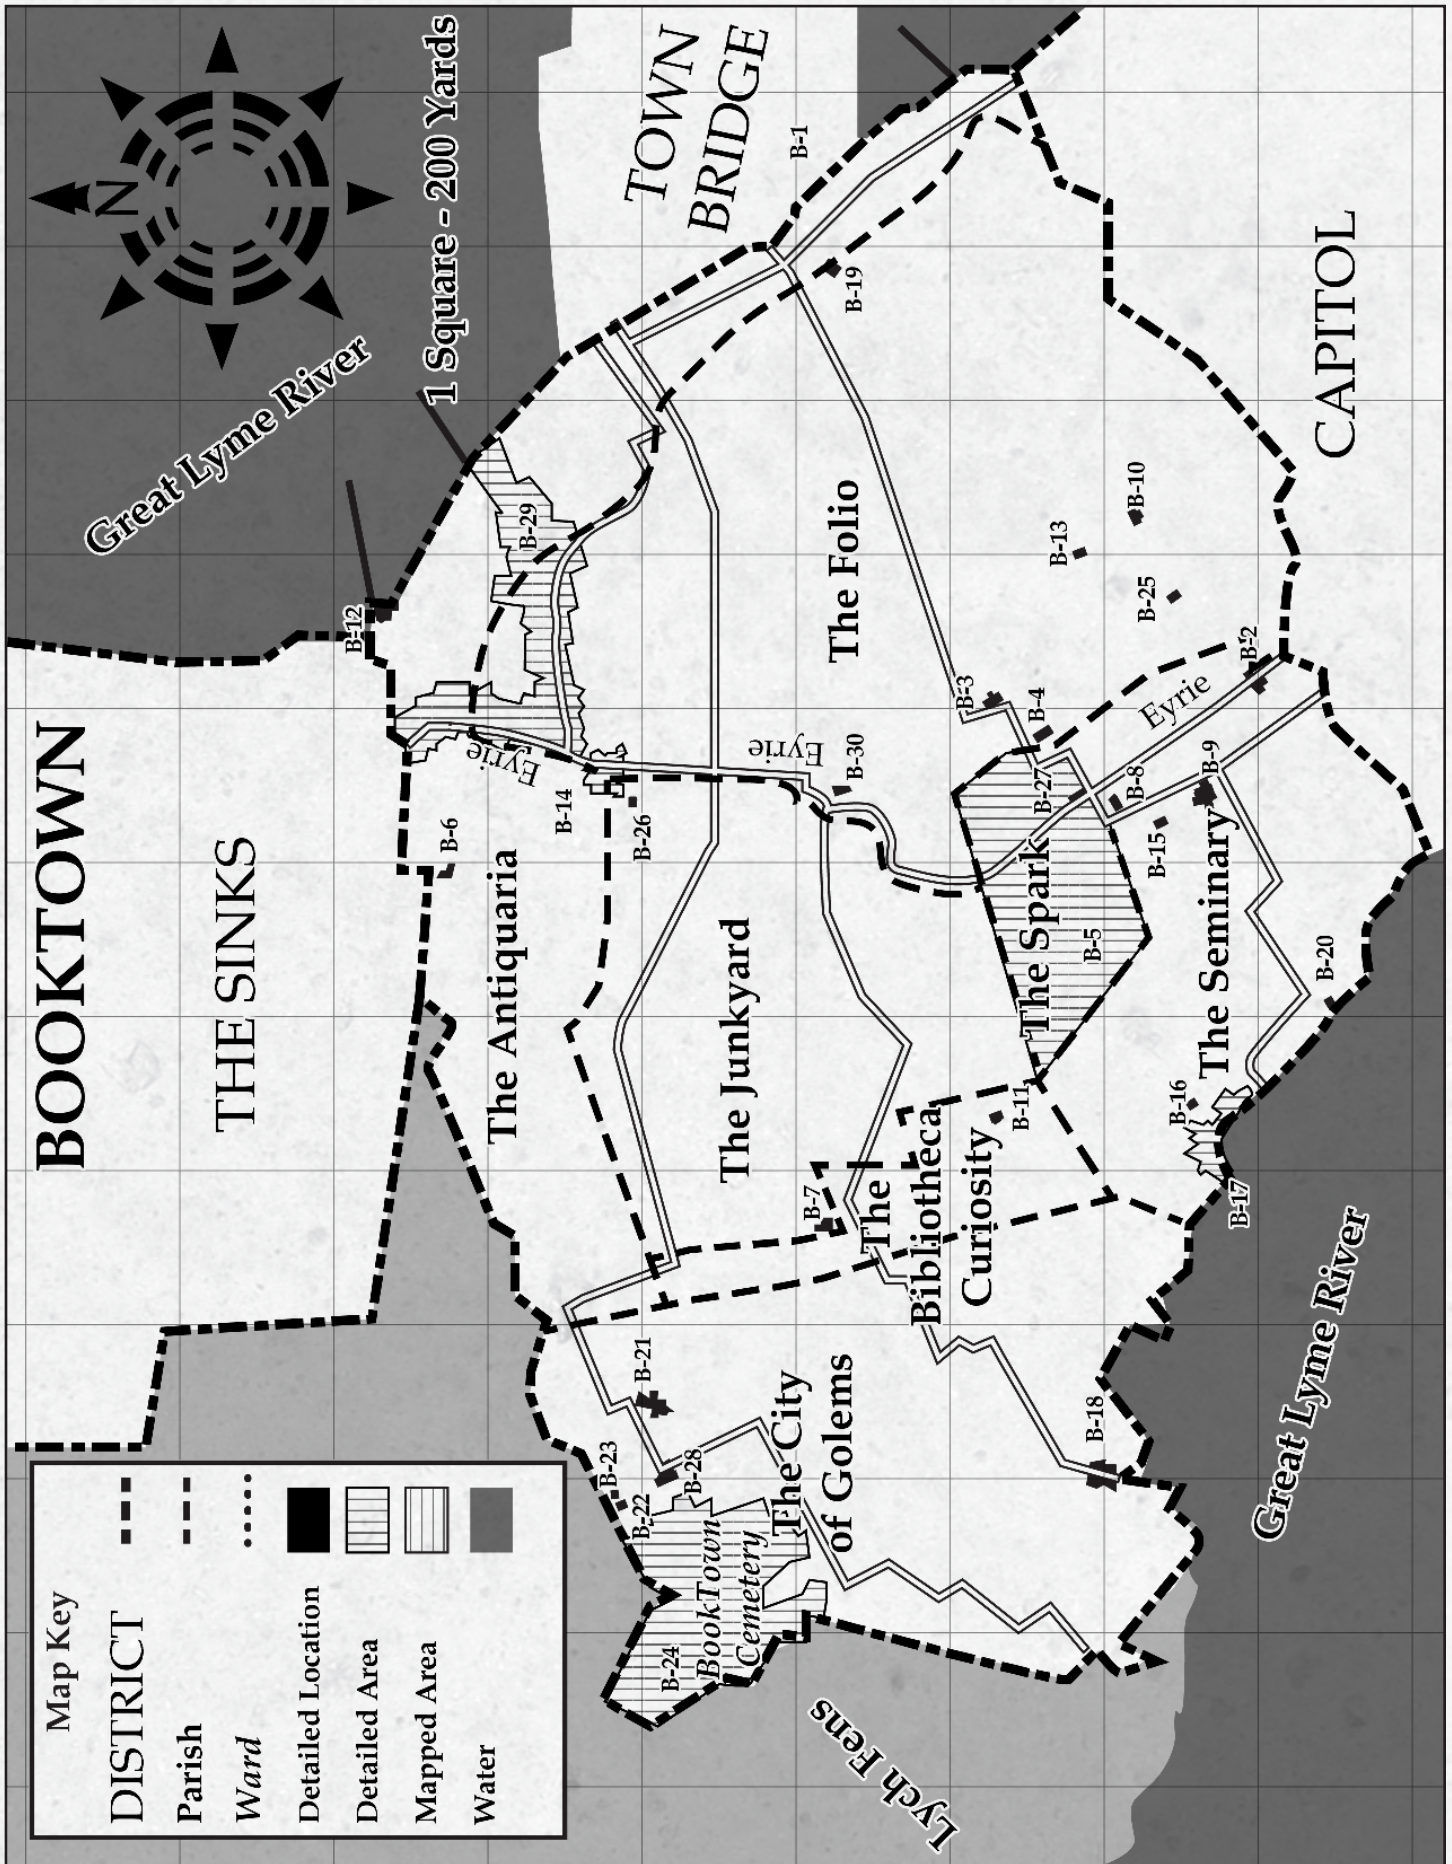 BOOKTOWN
THE SINKS
Great Lyme River
N
1 Square - 200 Yards
TOWN
BRIDGE
CAPITOL
B-1
B-12
B-29
B-6
B-14
B-26
Eyrie
The Antiquaria
Eyrie
B-30
B-19
The Folio
B-10
B-13
B-25
B-2
Eyrie
B-3
B-4
B-27
B-8
B-9
B-15
The Spark
B-5
The Seminary
B-20
B-16
B-17
The Junkyard
B-7
B-11
The
Bibliotheca
Curiosity
B-21
B-23
B-22
B-28
The City
of Golems
B-18
BookTown
Cemetery
B-24
Great Lyme River
Lych Fens
Map Key
DISTRICT
Parish
Ward
Detailed Location
Detailed Area
Mapped Area
Water